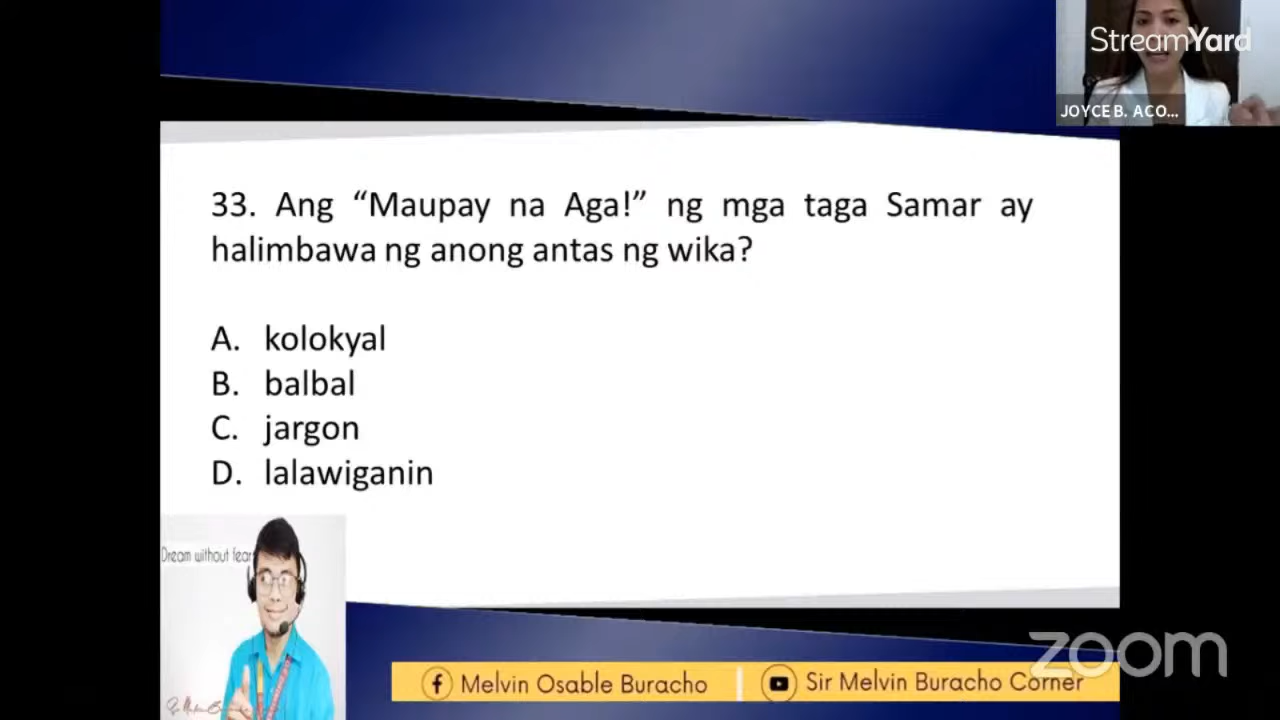 StreamYard
JOYCE B. ACO...
33. Ang “Maupay na Aga!” ng mga taga Samar ay
halimbawa ng anong antas ng wika?
A. kolokyal
B. balbal
C. jargon
D. lalawiganin
Dream without fear
zoom
Melvin Osable Buracho
Sir Melvin Buracho Corner